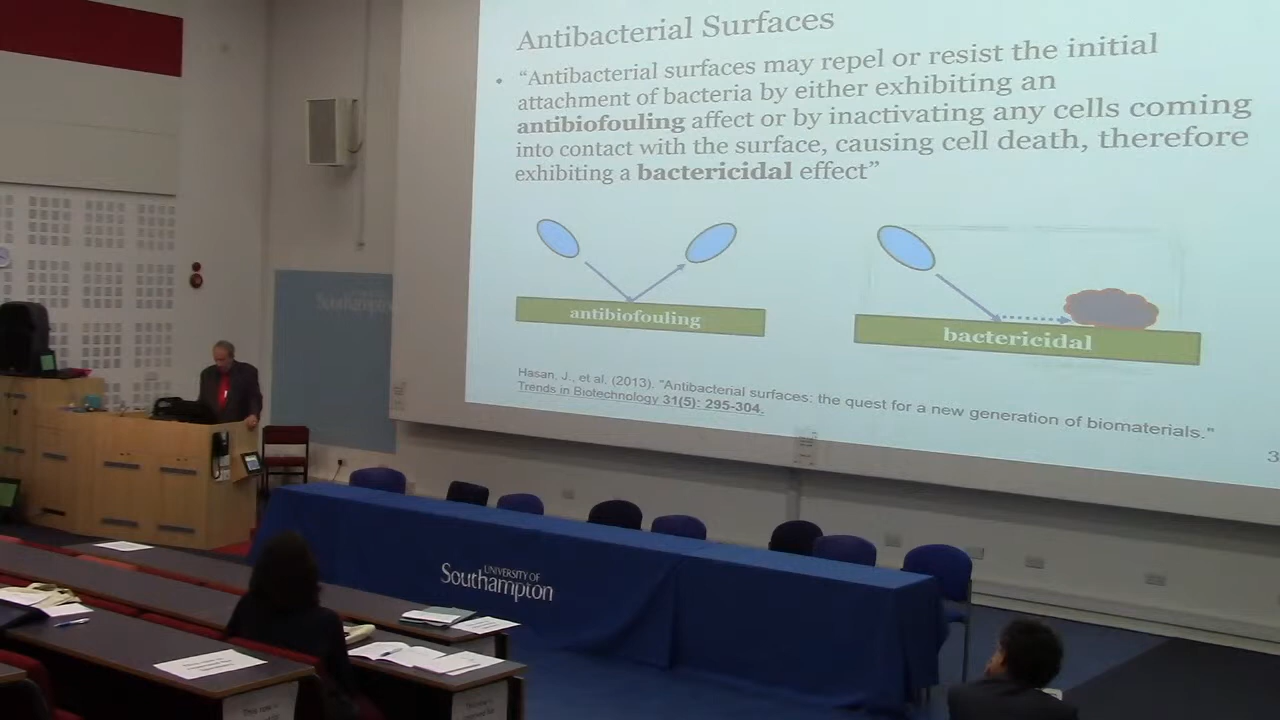 Antibacterial Surfaces
• “Antibacterial surfaces may repel or resist the initial
attachment of bacteria by either exhibiting an
antibiofouling affect or by inactivating any cells coming
into contact with the surface, causing cell death, therefore
exhibiting a bactericidal effect”
antibiofouling
bactericidal
Hasan, J., et al. (2013). "Antibacterial surfaces: the quest for a new generation of biomaterials."
Trends in Biotechnology 31(5): 295-304.
3
Southampton
UNIVERSITY OF
Southampton